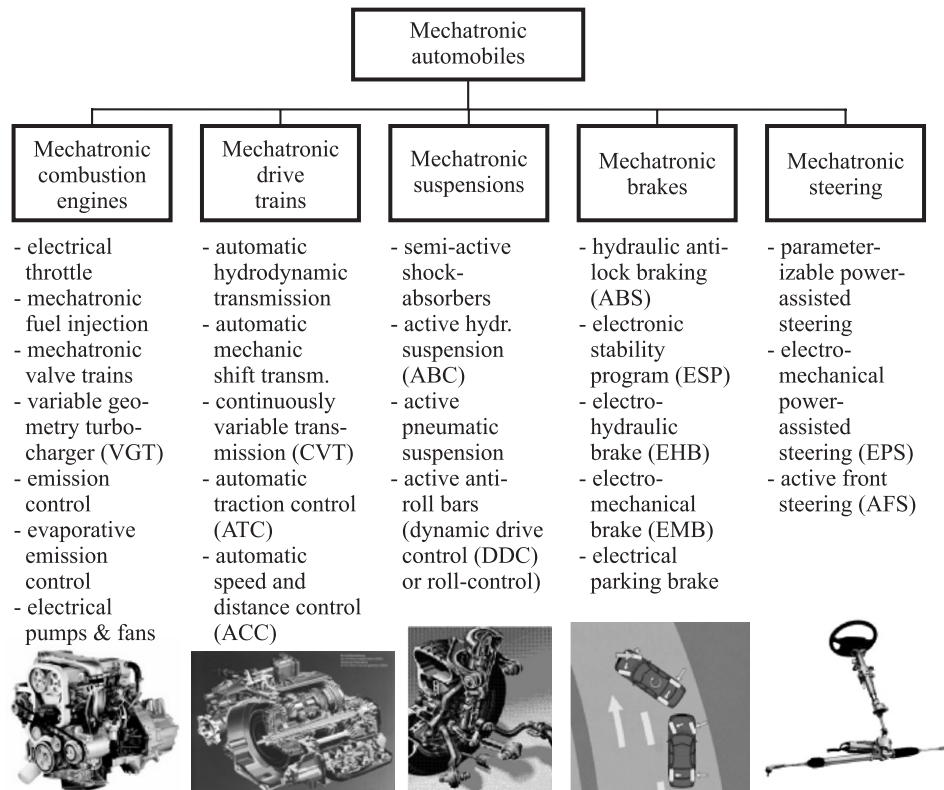 Mechatronic
automobiles
Mechatronic
combustion
engines
- electrical
throttle
- mechatronic
fuel injection
- mechatronic
valve trains
- variable geo-
metry turbo-
charger (VGT)
- emission
control
- evaporative
emission
control
- electrical
pumps & fans
Mechatronic
drive
trains
- automatic
hydrodynamic
transmission
- automatic
mechanic
shift transm.
- continuously
variable trans-
mission (CVT)
- automatic
traction control
(ATC)
- automatic
speed and
distance control
(ACC)
Mechatronic
suspensions
- semi-active
shock-
absorbers
- active hydr.
suspension
(ABC)
- active
pneumatic
suspension
- active anti-
roll bars
(dynamic drive
control (DDC)
or roll-control)
Mechatronic
brakes
- hydraulic anti-
lock braking
(ABS)
- electronic
stability
program (ESP)
- electro-
hydraulic
brake (EHB)
- electro-
mechanical
brake (EMB)
- electrical
parking brake
Mechatronic
steering
- parameter-
izable power-
assisted
steering
- electro-
mechanical
power-
assisted
steering (EPS)
- active front
steering (AFS)